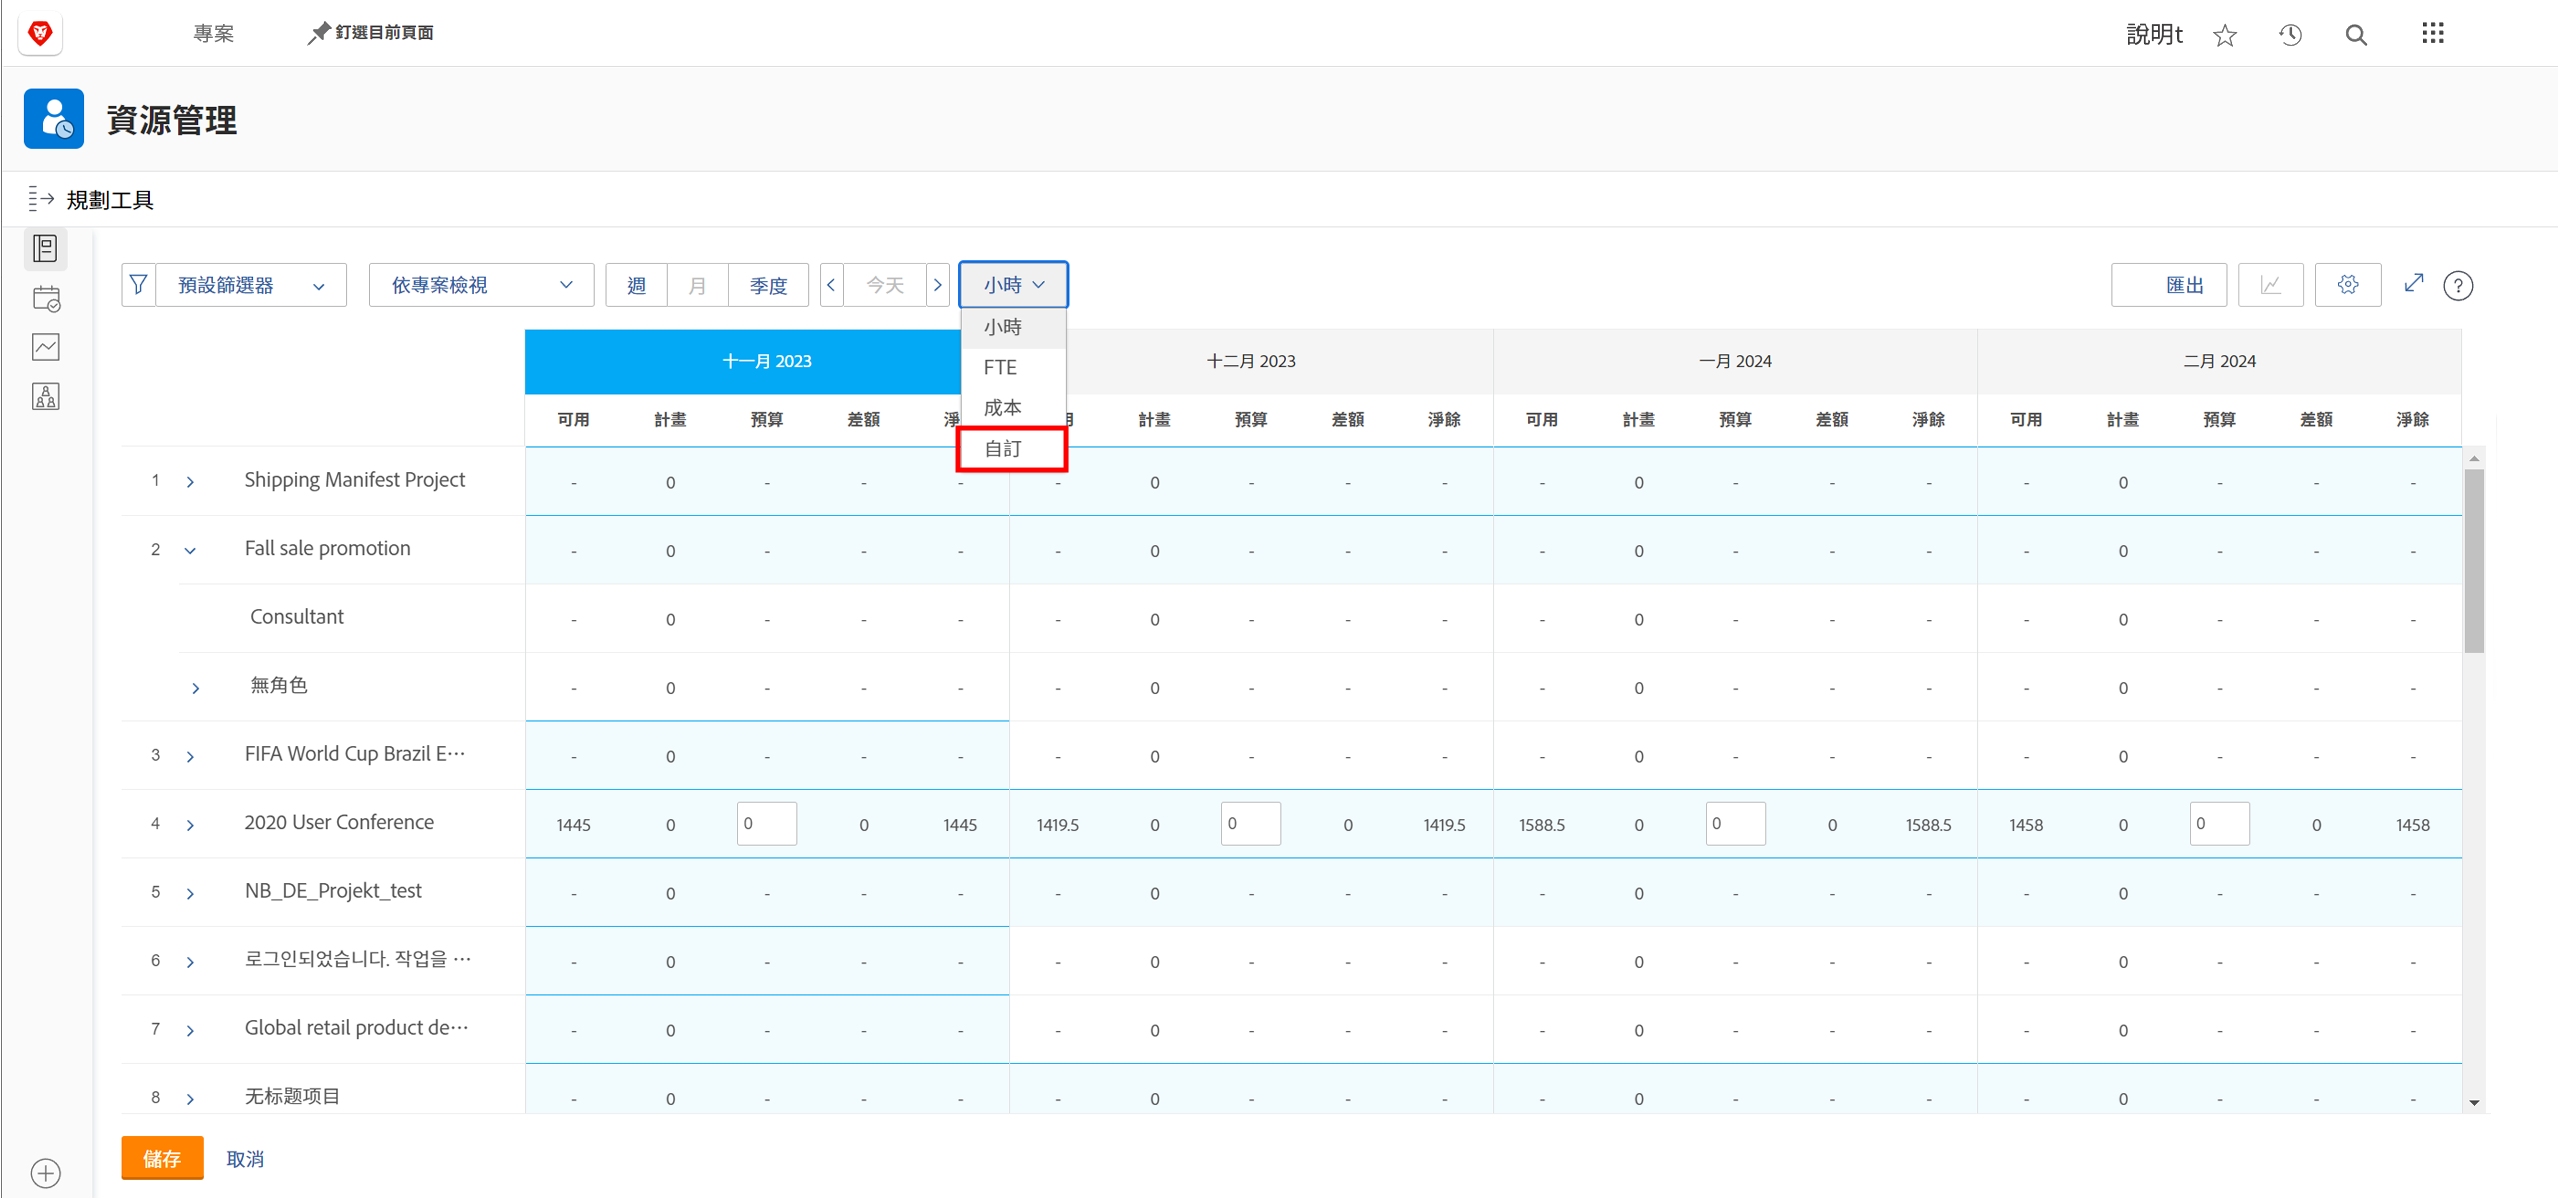 專案 釘選目前頁面 說明t
資源管理
規劃工具
預設篩選器 依專案檢視 週 月 季度 今天 小時 匯出 ?
小時
FTE
成本
自訂
十一月 2023 十二月 2023 一月 2024 二月 2024
可用 計畫 預算 差額 計畫 預算 差額 淨餘 可用 計畫 預算 差額 淨餘 可用 計畫 預算 差額 淨餘
1 Shipping Manifest Project - 0 - - - - 0 - - - - 0 - - - - 0 - - -
2 Fall sale promotion - 0 - - - - 0 - - - - 0 - - - - 0 - - -
Consultant - 0 - - - - 0 - - - - 0 - - - - 0 - - -
無角色 - 0 - - - - 0 - - - - 0 - - - - 0 - - -
3 FIFA World Cup Brazil E··· - 0 - - - - 0 - - - - 0 - - - - 0 - - -
4 2020 User Conference 1445 0 0 0 1445 1419.5 0 0 0 1419.5 1588.5 0 0 0 1588.5 1458 0 0 0 1458
5 NB_DE_Projekt_test - 0 - - - - 0 - - - - 0 - - - - 0 - - -
6 로그인되었습니다. 작업을 ··· - 0 - - - - 0 - - - - 0 - - - - 0 - - -
7 Global retail product de··· - 0 - - - - 0 - - - - 0 - - - - 0 - - -
8 无标题项目 - 0 - - - - 0 - - - - 0 - - - - 0 - - -
儲存 取消